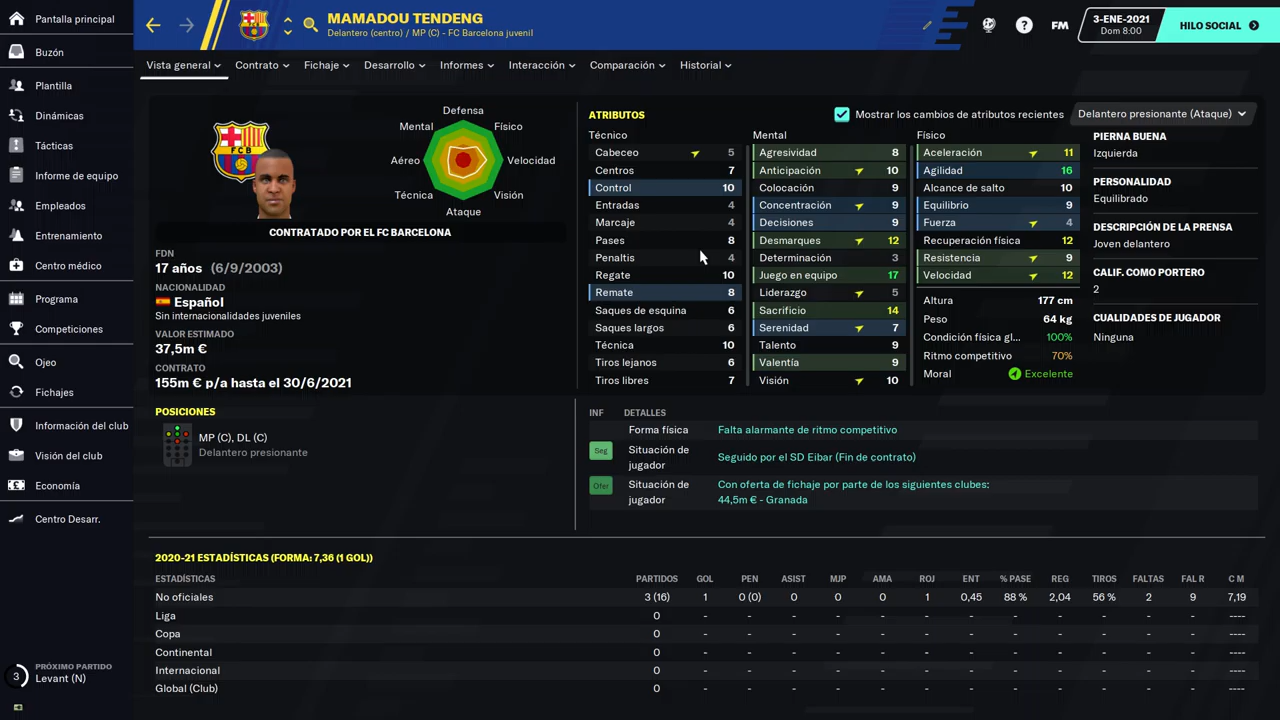 Pantalla principal
Buzón
Plantilla
Dinámicas
Tácticas
Informe de equipo
Empleados
Entrenamiento
Centro médico
Programa
Competiciones
Ojeo
Fichajes
Información del club
Visión del club
Economía
Centro Desarr.
3
PRÓXIMO PARTIDO
Levant (N)
MAMADOU TENDENG
Delantero (centro) / MP (C) - FC Barcelona juvenil
FM
3-ENE-2021
Dom 8:00
HILO SOCIAL
Vista general Contrato Fichaje Desarrollo Informes Interacción Comparación Historial
FCB
Defensa
Físico
Velocidad
Visión
Ataque
Técnica
Aéreo
Mental
CONTRATADO POR EL FC BARCELONA
FDN
17 años (6/9/2003)
NACIONALIDAD
Español
Sin internacionalidades juveniles
VALOR ESTIMADO
37,5m €
CONTRATO
155m € p/a hasta el 30/6/2021
POSICIONES
MP (C), DL (C)
Delantero presionante
ATRIBUTOS
Mostrar los cambios de atributos recientes
Delantero presionante (Ataque)
Técnico
Cabeceo 5
Centros 7
Control 10
Entradas 4
Marcaje 4
Pases 8
Penaltis 4
Regate 10
Remate 8
Saques de esquina 6
Saques largos 6
Técnica 10
Tiros lejanos 6
Tiros libres 7
Mental
Agresividad 8
Anticipación 10
Colocación 9
Concentración 9
Decisiones 9
Desmarques 12
Determinación 3
Juego en equipo 17
Liderazgo 5
Sacrificio 14
Serenidad 7
Talento 9
Valentía 9
Visión 10
Físico
Aceleración 11
Agilidad 16
Alcance de salto 10
Equilibrio 9
Fuerza 4
Recuperación física 12
Resistencia 9
Velocidad 12
Altura 177 cm
Peso 64 kg
Condición física gl... 100%
Ritmo competitivo 70%
Moral Excelente
PIERNA BUENA
Izquierda
PERSONALIDAD
Equilibrado
DESCRIPCIÓN DE LA PRENSA
Joven delantero
CALIF. COMO PORTERO
2
CUALIDADES DE JUGADOR
Ninguna
INF DETALLES
Forma física Falta alarmante de ritmo competitivo
Seg Situación de jugador Seguido por el SD Eibar (Fin de contrato)
Ofer Situación de jugador Con oferta de fichaje por parte de los siguientes clubes:
44,5m € - Granada
2020-21 ESTADÍSTICAS (FORMA: 7,36 (1 GOL))
ESTADÍSTICAS PARTIDOS GOL PEN ASIST MJP AMA ROJ ENT % PASE REG TIROS FALTAS FAL R C M
No oficiales 3 (16) 1 0 (0) 0 0 0 1 0,45 88 % 2,04 56 % 2 9 7,19
Liga 0 - - - - - - - - - - - - ----
Copa 0 - - - - - - - - - - - - ----
Continental 0 - - - - - - - - - - - - ----
Internacional 0 - - - - - - - - - - - - ----
Global (Club) 0 - - - - - - - - - - - - ----